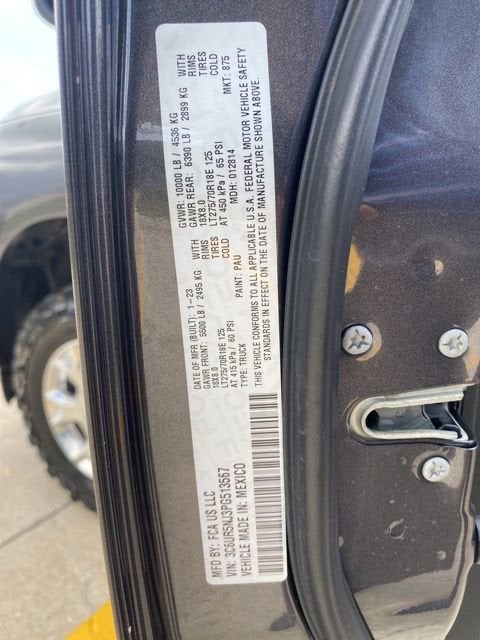 MFD BY: FCA US LLC
DATE OF MFR (BUILT): 1-23
GVWR: 10000 LB / 4536 KG
GAWR FRONT: 5500 LB / 2495 KG WITH
18X8.0 RIMS
LT275/70R18E 125 TIRES
AT 415 kPa / 60 PSI COLD
GAWR REAR: 6390 LB / 2899 KG WITH
18X8.0 RIMS
LT275/70R18E 125 TIRES
AT 450 kPa / 65 PSI COLD
VIN: 3C6UR5NJ3PG513567
TYPE: TRUCK
PAINT: PAU
MDH: 012814
MKT: 875
VEHICLE MADE IN: MEXICO
THIS VEHICLE CONFORMS TO ALL APPLICABLE U.S.A. FEDERAL MOTOR VEHICLE SAFETY
STANDARDS IN EFFECT ON THE DATE OF MANUFACTURE SHOWN ABOVE.